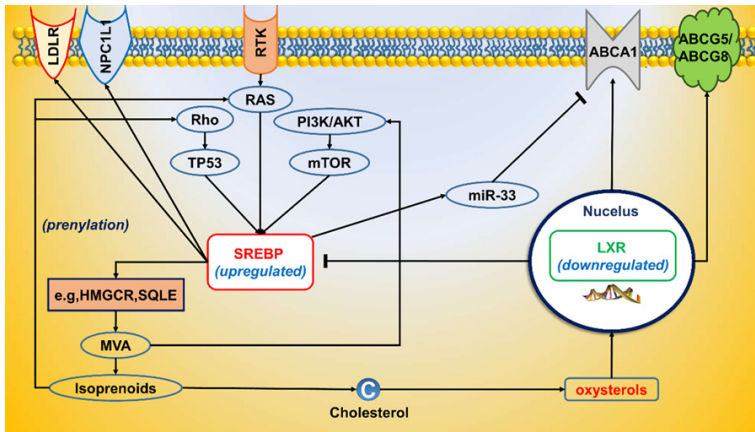 LDLR
NPC1L1
RTK
ABCA1
ABCG5/
ABCG8
RAS
Rho
PI3K/AKT
TP53
mTOR
miR-33
(prenylation)
Nucelus
SREBP
(upregulated)
LXR
(downregulated)
e.g,HMGCR,SQLE
MVA
Isoprenoids
C
oxysterols
Cholesterol